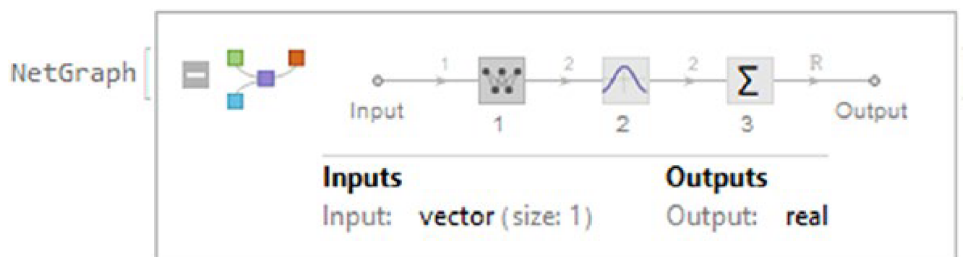 NetGraph
1 2 2 R
Input Σ Output
1 2 3
Inputs Outputs
Input: vector (size: 1) Output: real